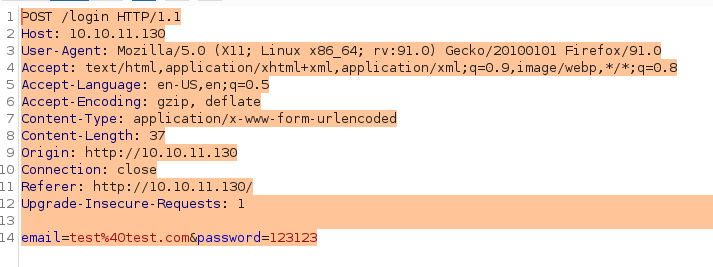 1 POST /login HTTP/1.1
2 Host: 10.10.11.130
3 User-Agent: Mozilla/5.0 (X11; Linux x86_64; rv:91.0) Gecko/20100101 Firefox/91.0
4 Accept: text/html,application/xhtml+xml,application/xml;q=0.9,image/webp,*/*;q=0.8
5 Accept-Language: en-US,en;q=0.5
6 Accept-Encoding: gzip, deflate
7 Content-Type: application/x-www-form-urlencoded
8 Content-Length: 37
9 Origin: http://10.10.11.130
10 Connection: close
11 Referer: http://10.10.11.130/
12 Upgrade-Insecure-Requests: 1
13
14 email=test%40test.com&password=123123